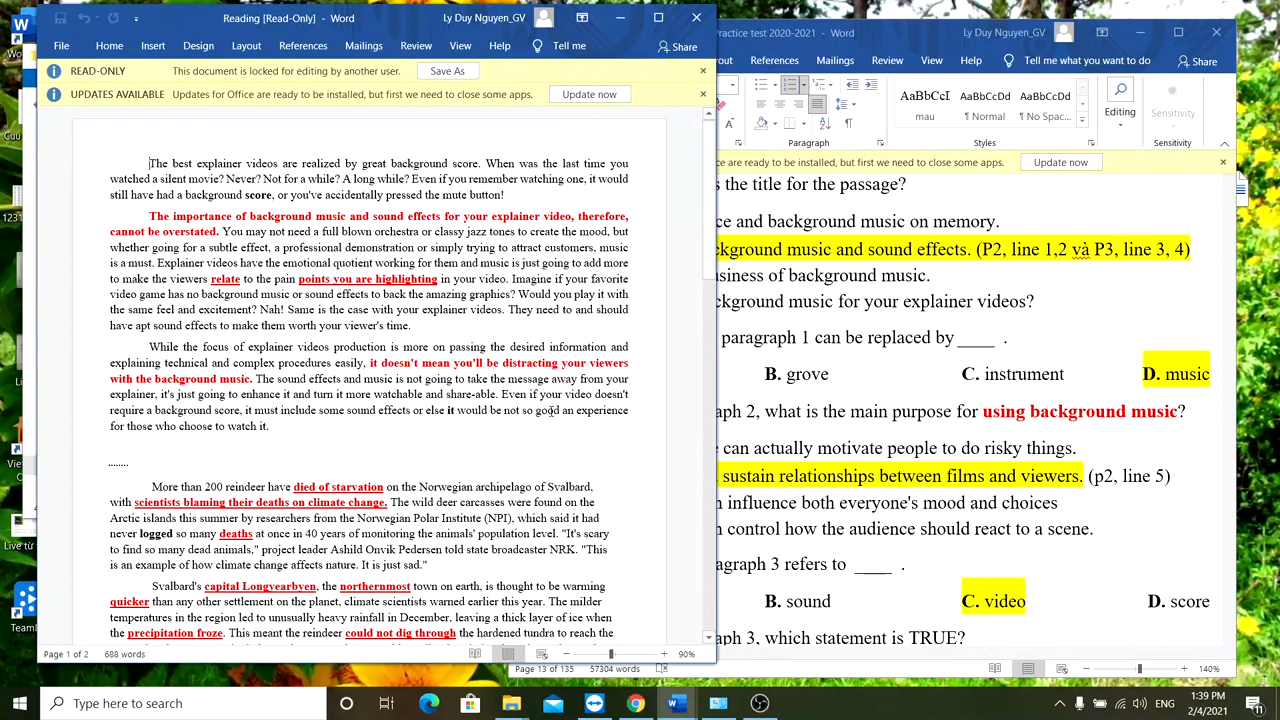 Reading [Read-Only] - Word
Ly Duy Nguyen_GV
File Home Insert Design Layout References Mailings Review View Help Tell me Share
READ-ONLY This document is locked for editing by another user. Save As
UPDATES AVAILABLE Updates for Office are ready to be installed, but first we need to close some apps. Update now
The best explainer videos are realized by great background score. When was the last time you
watched a silent movie? Never? Not for a while? A long while? Even if you remember watching one, it would
still have had a background score, or you've accidentally pressed the mute button!
The importance of background music and sound effects for your explainer video, therefore,
cannot be overstated. You may not need a full blown orchestra or classy jazz tones to create the mood, but
whether going for a subtle effect, a professional demonstration or simply trying to attract customers, music
is a must. Explainer videos have the emotional quotient working for them and music is just going to add more
to make the viewers relate to the pain points you are highlighting in your video. Imagine if your favorite
video game has no background music or sound effects to back the amazing graphics? Would you play it with
the same feel and excitement? Nah! Same is the case with your explainer videos. They need to and should
have apt sound effects to make them worth your viewer's time.
While the focus of explainer videos production is more on passing the desired information and
explaining technical and complex procedures easily, it doesn't mean you'll be distracting your viewers
with the background music. The sound effects and music is not going to take the message away from your
explainer, it's just going to enhance it and turn it more watchable and share-able. Even if your video doesn't
require a background score, it must include some sound effects or else it would be not so good an experience
for those who choose to watch it.
........
More than 200 reindeer have died of starvation on the Norwegian archipelago of Svalbard,
with scientists blaming their deaths on climate change. The wild deer carcasses were found on the
Arctic islands this summer by researchers from the Norwegian Polar Institute (NPI), which said it had
never logged so many deaths at once in 40 years of monitoring the animals' population level. "It's scary
to find so many dead animals," project leader Ashild Onvik Pedersen told state broadcaster NRK. "This
is an example of how climate change affects nature. It is just sad."
Svalbard's capital Longyearbyen, the northernmost town on earth, is thought to be warming
quicker than any other settlement on the planet, climate scientists warned earlier this year. The milder
temperatures in the region led to unusually heavy rainfall in December, leaving a thick layer of ice when
the precipitation froze. This meant the reindeer could not dig through the hardened tundra to reach the
Page 1 of 2 688 words 90%
Practice test 2020-2021 - Word
Ly Duy Nguyen_GV
out References Mailings Review View Help Tell me what you want to do Share
AaBbCcI AaBbCcDd AaBbCcDd
mau ¶ Normal ¶ No Spac...
Editing Sensitivity
Paragraph Styles Sensitivity
ce are ready to be installed, but first we need to close some apps. Update now
s the title for the passage?
ce and background music on memory.
ckground music and sound effects. (P2, line 1,2 và P3, line 3, 4)
usiness of background music.
ckground music for your explainer videos?
paragraph 1 can be replaced by____ .
B. grove C. instrument D. music
aph 2, what is the main purpose for using background music?
e can actually motivate people to do risky things.
sustain relationships between films and viewers. (p2, line 5)
n influence both everyone's mood and choices
n control how the audience should react to a scene.
agraph 3 refers to ____ .
B. sound C. video D. score
aph 3, which statement is TRUE?
Page 13 of 135 57304 words 140%
Type here to search
1:39 PM
2/4/2021
11